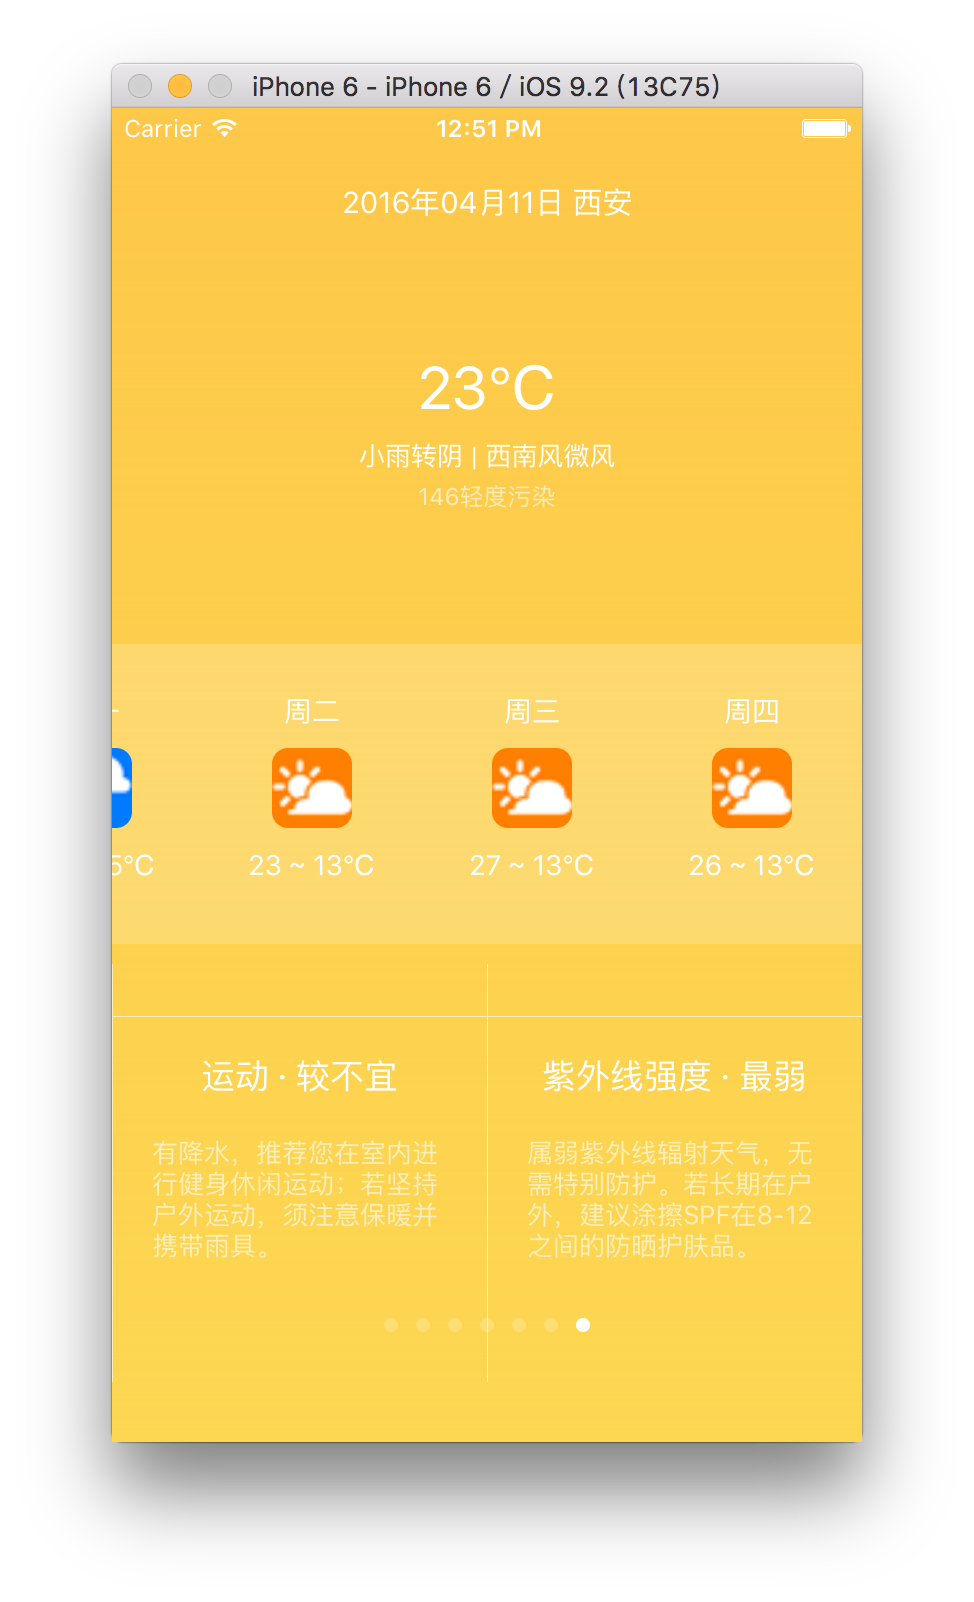 iPhone 6 - iPhone 6 / iOS 9.2 (13C75)
Carrier 12:51 PM
2016年04月11日 西安
23°C
小雨转阴 | 西南风微风
146轻度污染
周二 周三 周四
5°C 23 ~ 13°C 27 ~ 13°C 26 ~ 13°C
运动 · 较不宜
有降水，推荐您在室内进
行健身休闲运动；若坚持
户外运动，须注意保暖并
携带雨具。
紫外线强度 · 最弱
属弱紫外线辐射天气，无
需特别防护。若长期在户
外，建议涂擦SPF在8-12
之间的防晒护肤品。